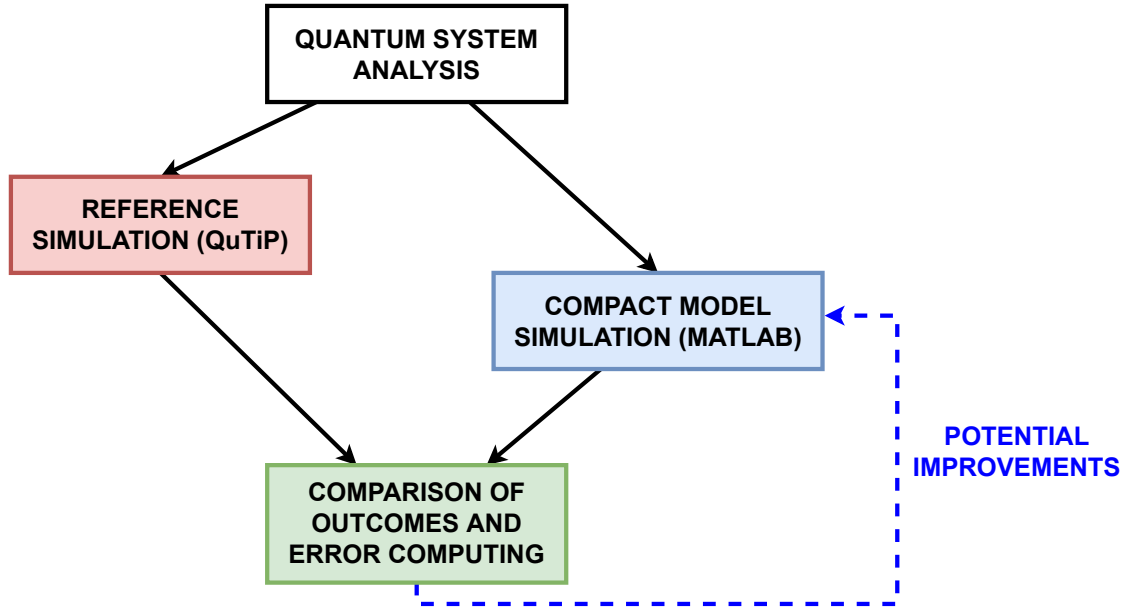 QUANTUM SYSTEM
ANALYSIS
REFERENCE
SIMULATION (QuTiP)
COMPACT MODEL
SIMULATION (MATLAB)
POTENTIAL
IMPROVEMENTS
COMPARISON OF
OUTCOMES AND
ERROR COMPUTING